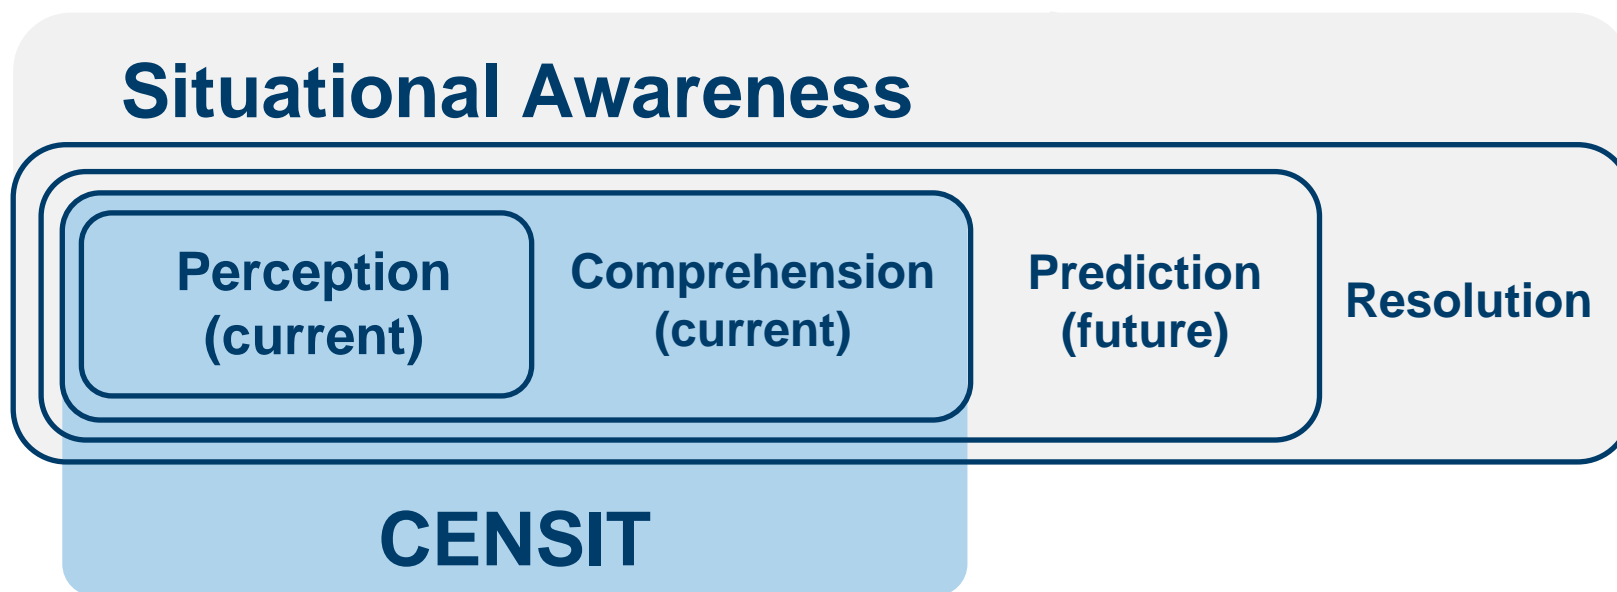 Situational Awareness
Perception
(current)
Comprehension
(current)
Prediction
(future)
Resolution
CENSIT